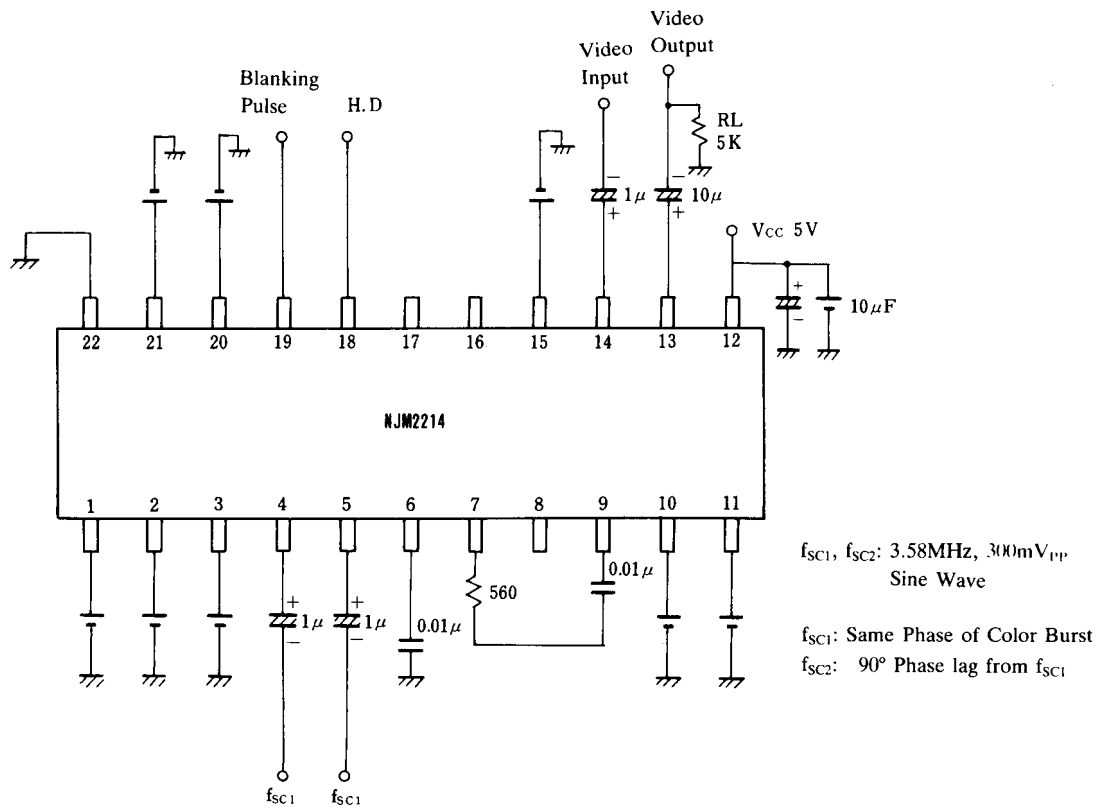 Video
Output
Video
Input
Blanking
Pulse
H.D
RL
5K
−
1μ
+
−
10μ
+
VCC 5V
+
−
10μF
22 21 20 19 18 17 16 15 14 13 12
NJM2214
1 2 3 4 5 6 7 8 9 10 11
+
1μ
−
+
1μ
−
0.01μ
560
0.01μ
fSC1, fSC2: 3.58MHz, 300mVPP
Sine Wave
fSC1: Same Phase of Color Burst
fSC2: 90° Phase lag from fSC1
fSC1 fSC1